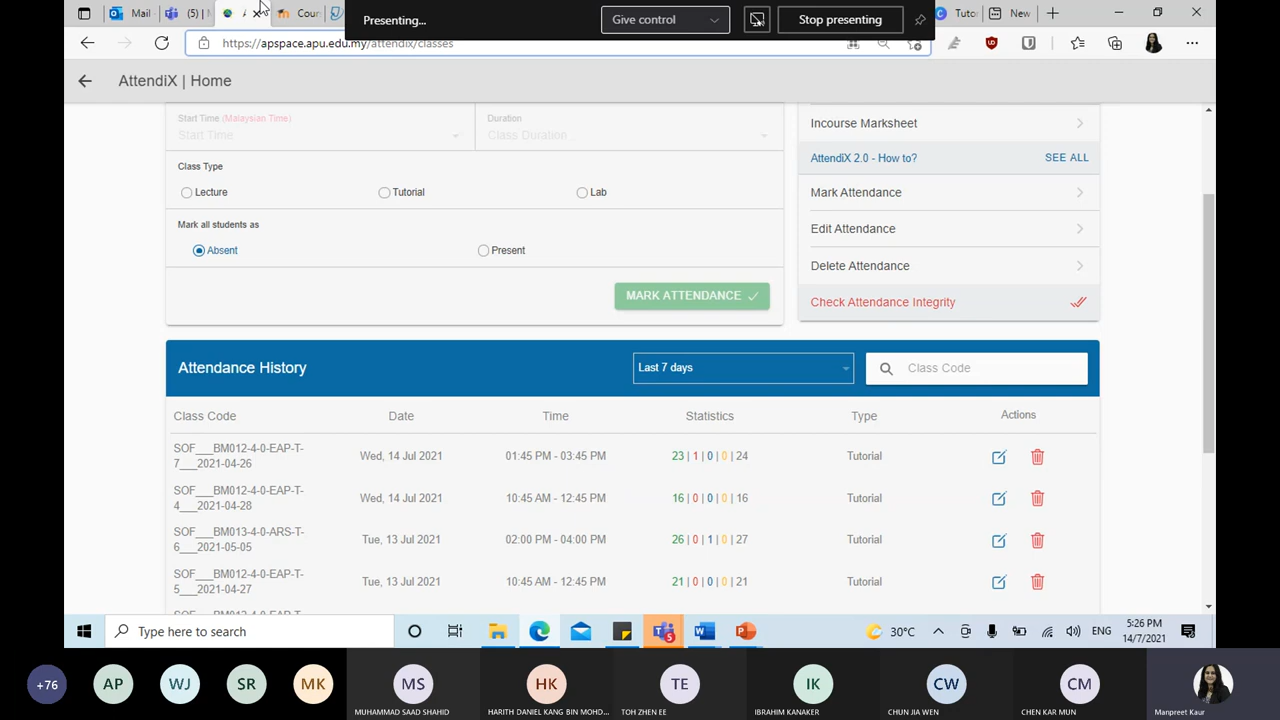 Mail
(5) |
Cour
Presenting...
Give control
Stop presenting
Tuto
New
https://apspace.apu.edu.my/attendix/classes
AttendiX | Home
Start Time (Malaysian Time)
Start Time
Duration
Class Duration
Class Type
Lecture
Tutorial
Lab
Mark all students as
Absent
Present
MARK ATTENDANCE
Incourse Marksheet
AttendiX 2.0 - How to?
SEE ALL
Mark Attendance
Edit Attendance
Delete Attendance
Check Attendance Integrity
Attendance History
Last 7 days
Class Code
Class Code Date Time Statistics Type Actions
SOF___BM012-4-0-EAP-T-
7___2021-04-26
Wed, 14 Jul 2021 01:45 PM - 03:45 PM 23 | 1 | 0 | 0 | 24 Tutorial
SOF___BM012-4-0-EAP-T-
4___2021-04-28
Wed, 14 Jul 2021 10:45 AM - 12:45 PM 16 | 0 | 0 | 0 | 16 Tutorial
SOF___BM013-4-0-ARS-T-
6___2021-05-05
Tue, 13 Jul 2021 02:00 PM - 04:00 PM 26 | 0 | 1 | 0 | 27 Tutorial
SOF___BM012-4-0-EAP-T-
5___2021-04-27
Tue, 13 Jul 2021 10:45 AM - 12:45 PM 21 | 0 | 0 | 0 | 21 Tutorial
Type here to search
5
30°C
ENG
5:26 PM
14/7/2021
+76
AP
WJ
SR
MK
MS
HK
TE
IK
CW
CM
MUHAMMAD SAAD SHAHID
HARITH DANIEL KANG BIN MOHD...
TOH ZHEN EE
IBRAHIM KANAKER
CHUN JIA WEN
CHEN KAR MUN
Manpreet Kaur